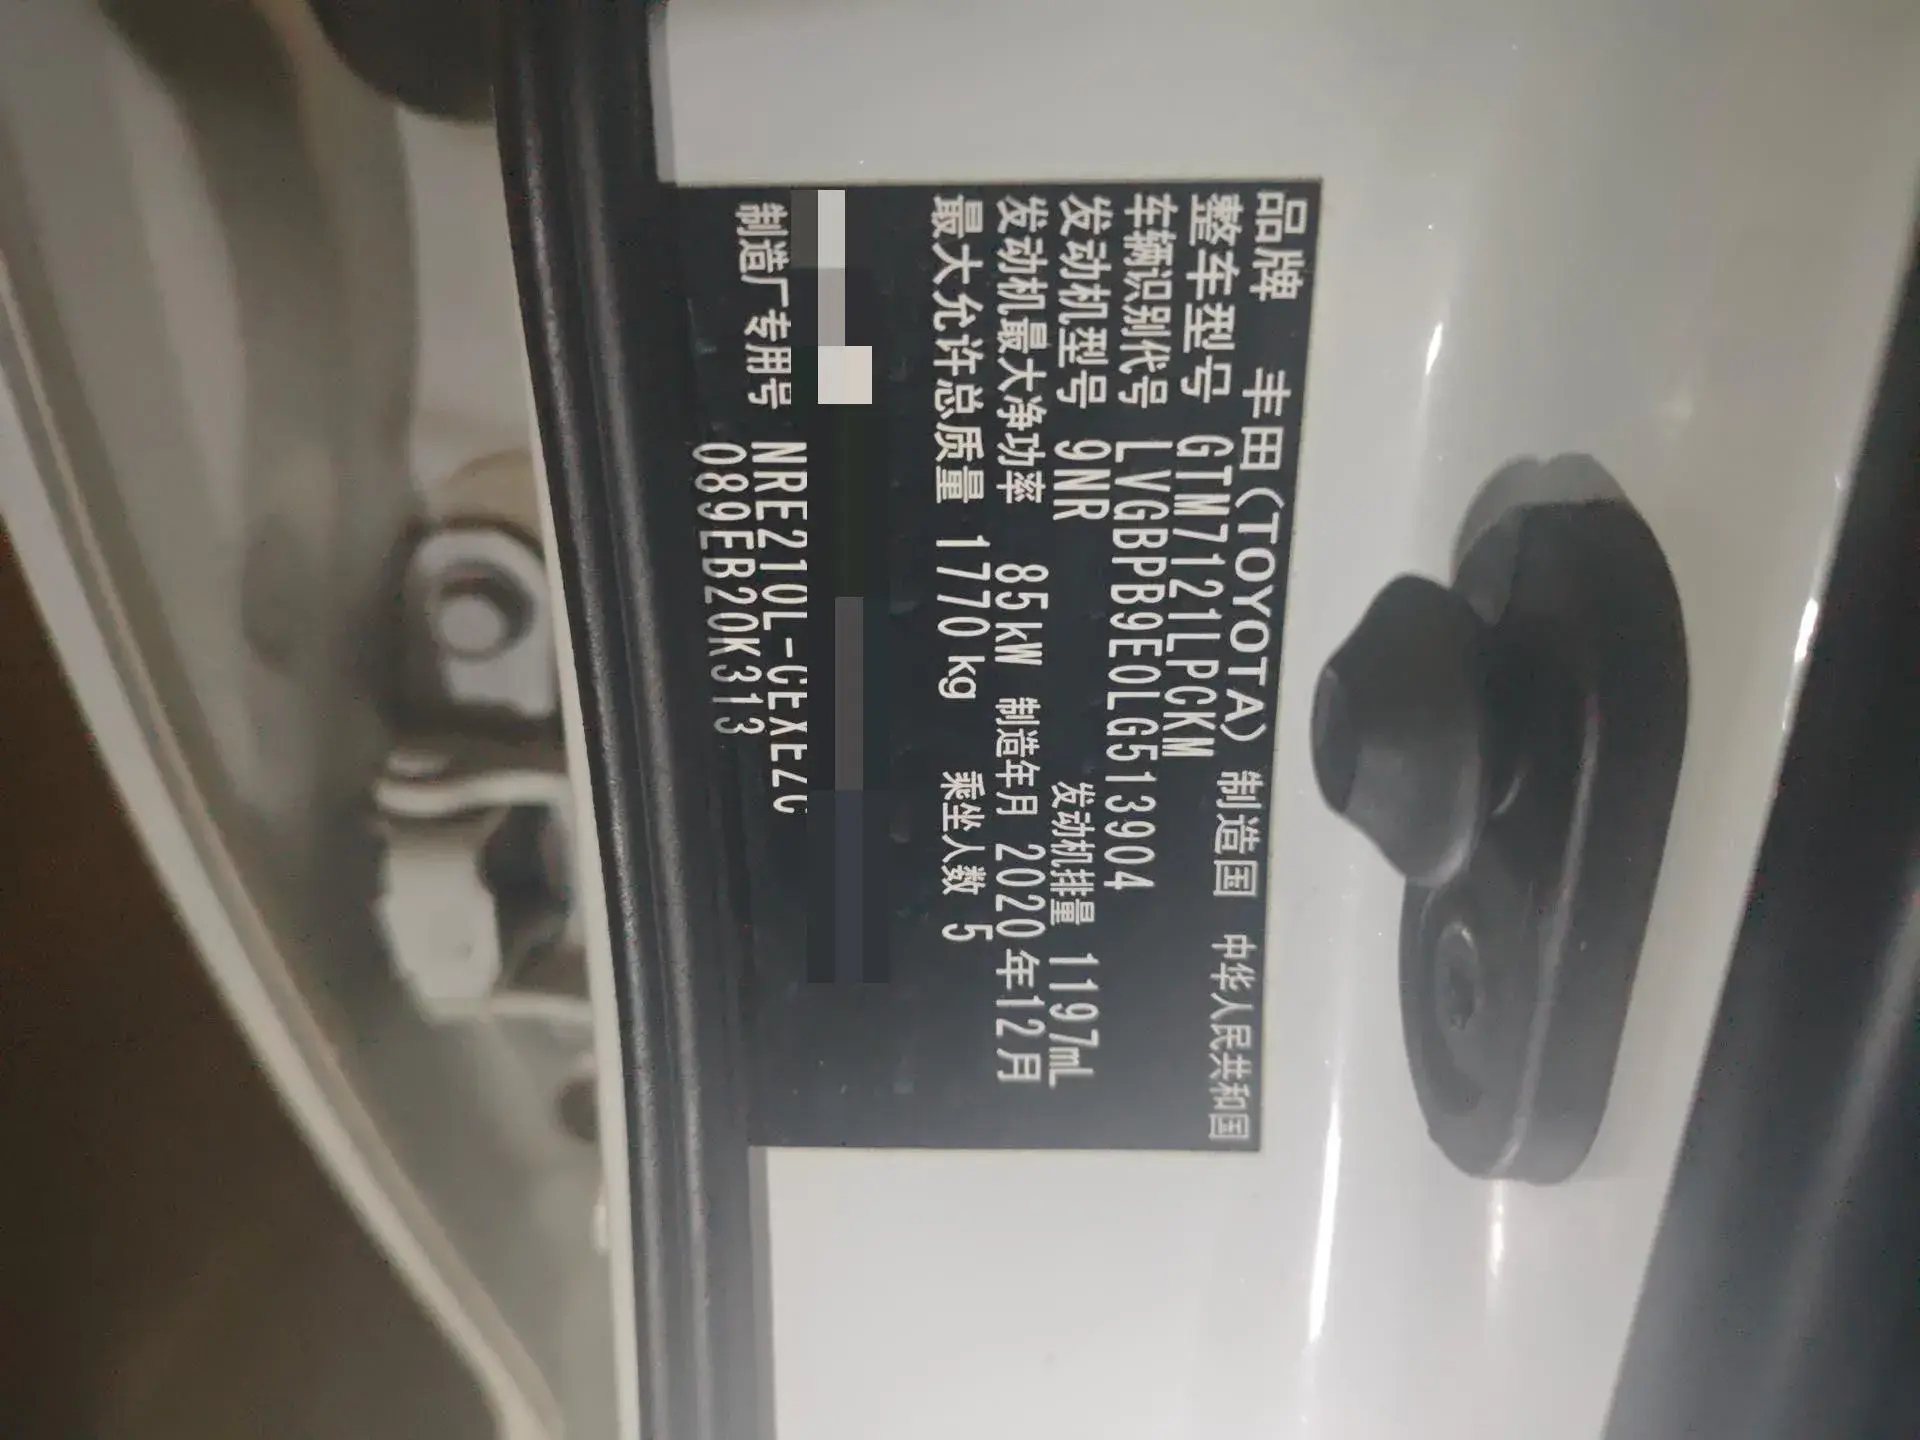 品牌 丰田(TOYOTA) 制造国 中华人民共和国
整车型号 GTM7121LPCKM
车辆识别代号 LVGBPB9E0LG513904
发动机型号 9NR 发动机排量 1197mL
发动机最大净功率 85kW 制造年月 2020年12月
最大允许总质量 1770kg 乘坐人数 5
制造厂专用号 NRE210L-CEXEZC
089EB20K313